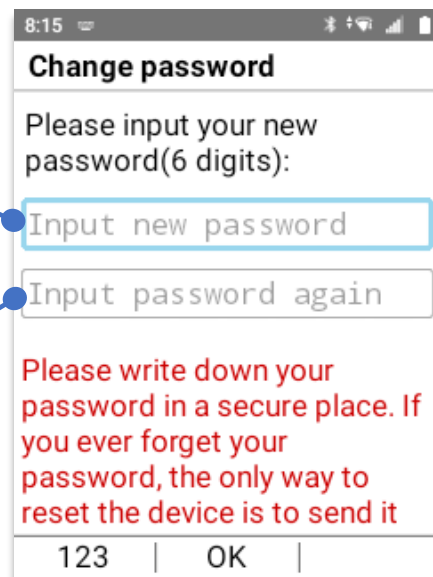 8:15
Change password
Please input your new
password(6 digits):
Input new password
Input password again
Please write down your
password in a secure place. If
you ever forget your
password, the only way to
reset the device is to send it
123 | OK |